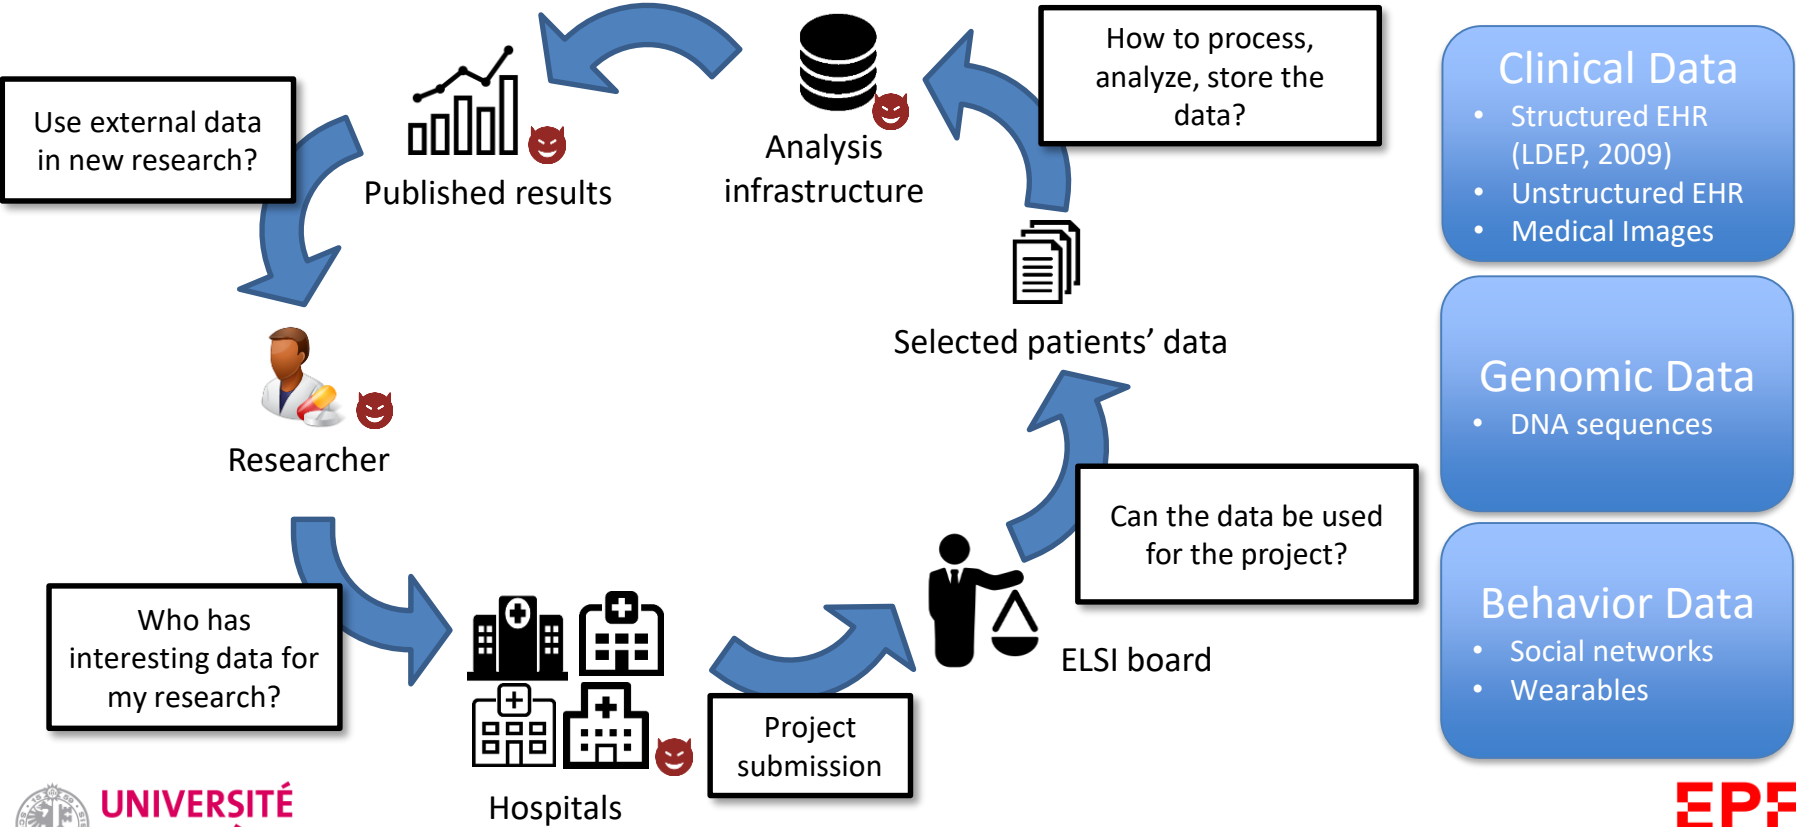 How to process,
analyze, store the
data?
Use external data
in new research?
Published results
Analysis
infrastructure
Selected patients’ data
Researcher
Who has
interesting data for
my research?
Hospitals
Project
submission
ELSI board
Can the data be used
for the project?
Clinical Data
• Structured EHR
(LDEP, 2009)
• Unstructured EHR
• Medical Images
Genomic Data
• DNA sequences
Behavior Data
• Social networks
• Wearables
UNIVERSITÉ